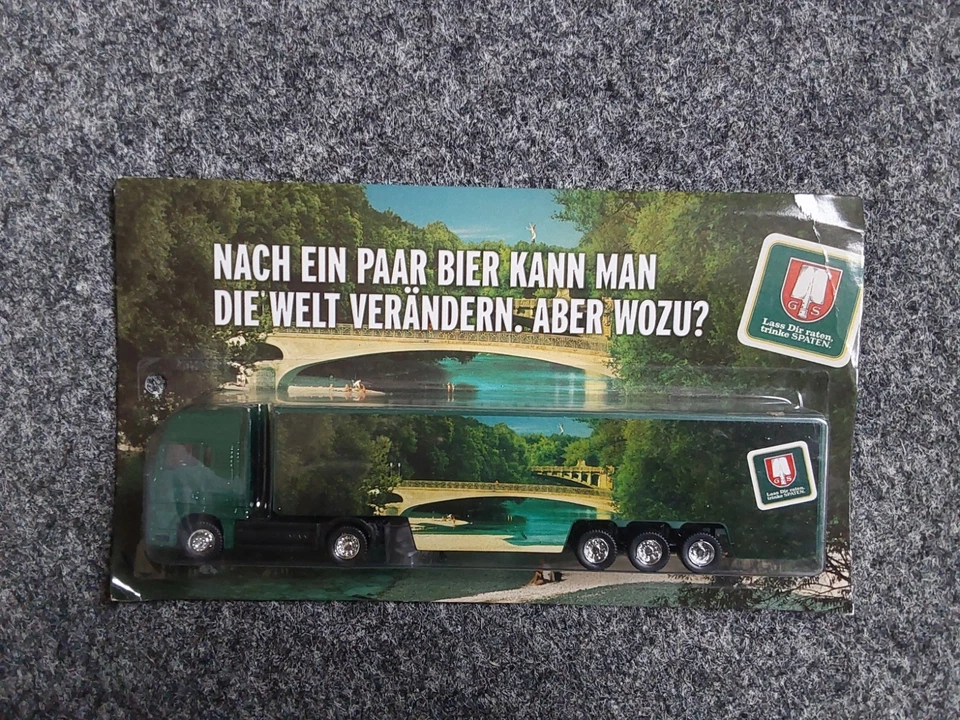 NACH EIN PAAR BIER KANN MAN
DIE WELT VERÄNDERN. ABER WOZU?
G S
Lass Dir raten,
trinke SPATEN.
G S
Lass Dir raten,
trinke SPATEN.